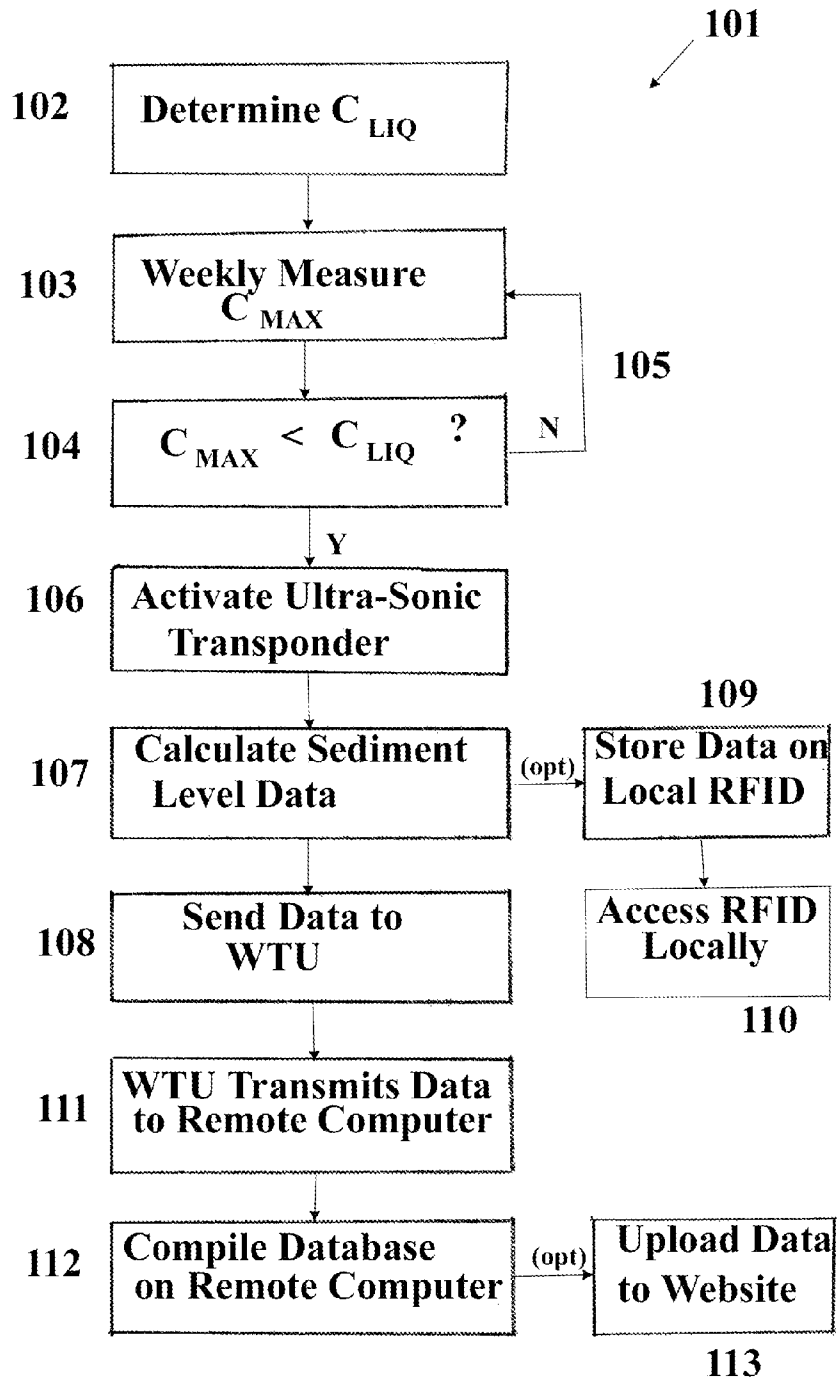 101
102
Determine C LIQ
103
Weekly Measure
C MAX
105
104
C MAX < C LIQ ?
N
Y
106
Activate Ultra-Sonic
Transponder
107
Calculate Sediment
Level Data
(opt)
109
Store Data on
Local RFID
108
Send Data to
WTU
Access RFID
Locally
110
111
WTU Transmits Data
to Remote Computer
112
Compile Database
on Remote Computer
(opt)
Upload Data
to Website
113